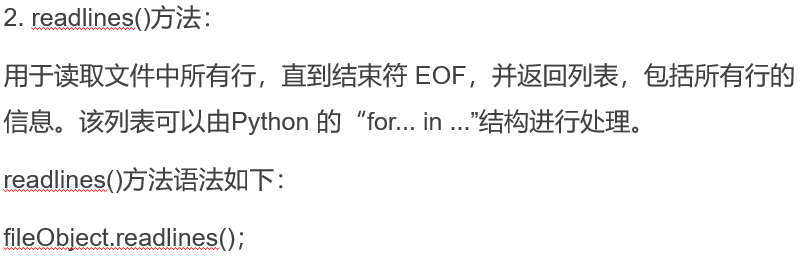 2. readlines()方法：
用于读取文件中所有行，直到结束符 EOF，并返回列表，包括所有行的
信息。该列表可以由Python 的“for... in ...”结构进行处理。
readlines()方法语法如下：
fileObject.readlines()；